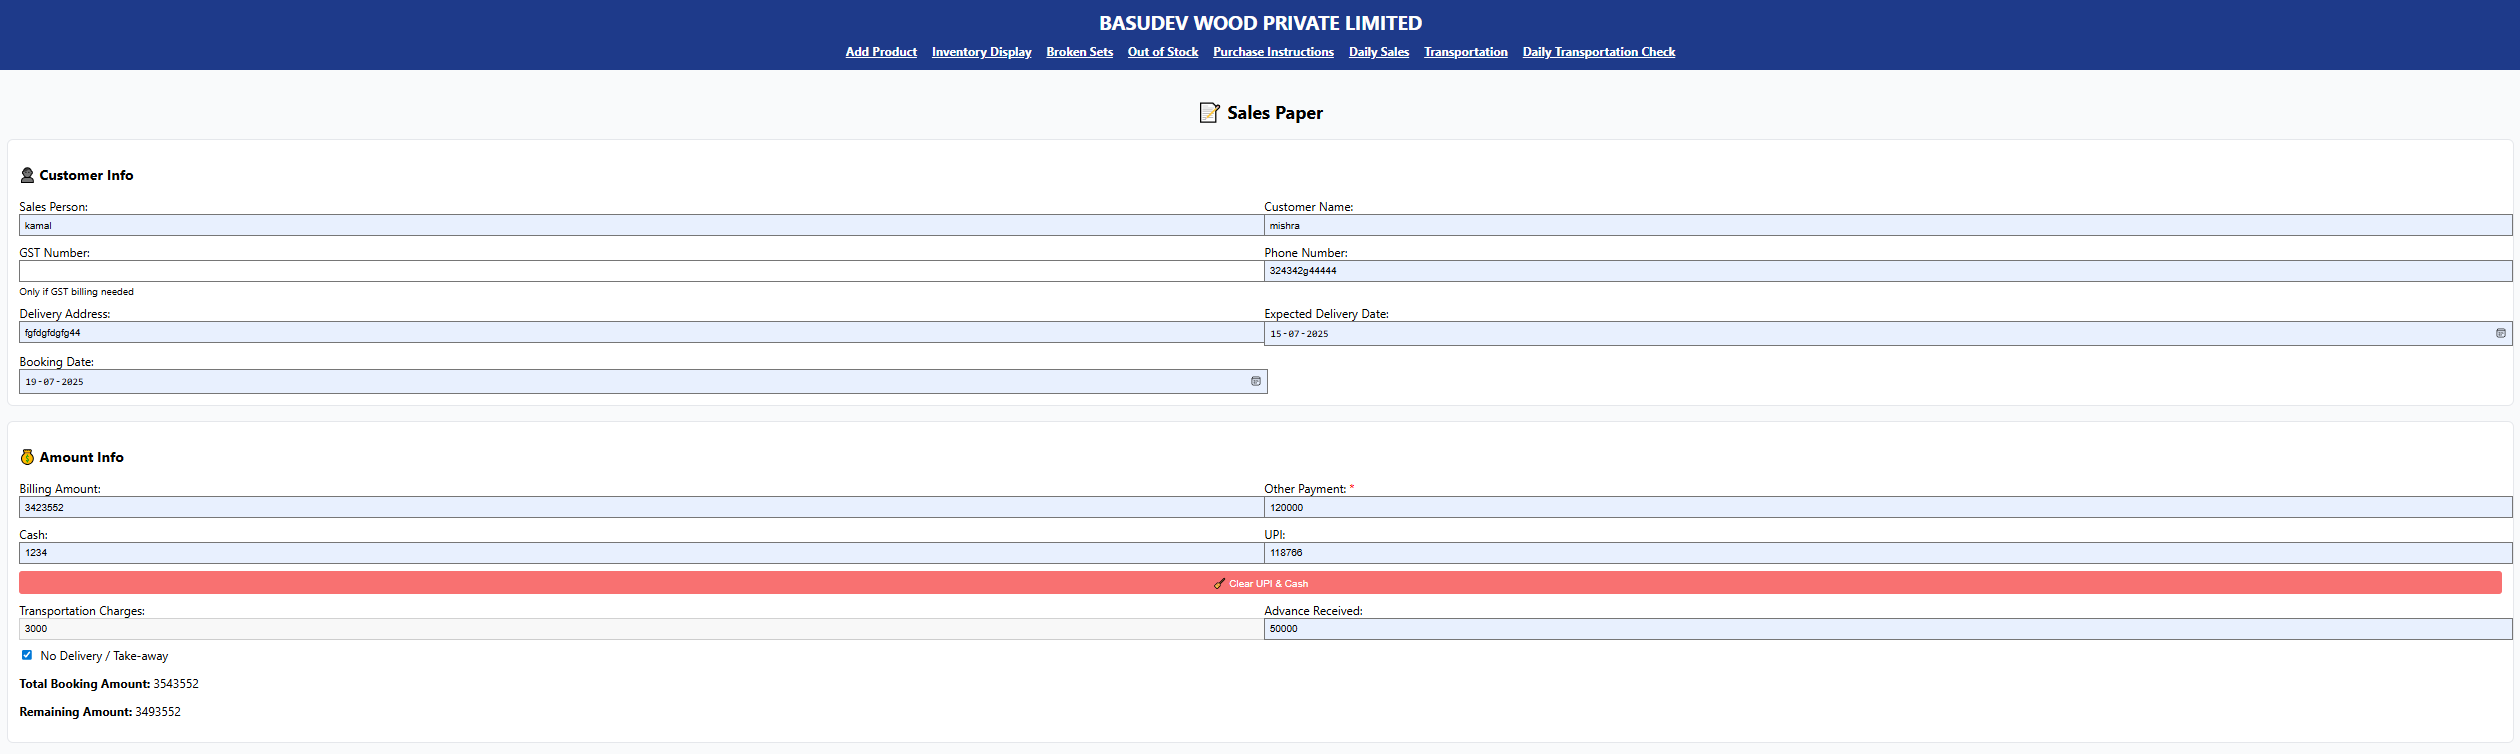 BASUDEV WOOD PRIVATE LIMITED
Add Product Inventory Display Broken Sets Out of Stock Purchase Instructions Daily Sales Transportation Daily Transportation Check
Sales Paper
Customer Info
Sales Person: Customer Name:
kamal mishra
GST Number: Phone Number:
324342g44444
Only if GST billing needed
Delivery Address: Expected Delivery Date:
fgfdgfdgfg44 15-07-2025
Booking Date:
19-07-2025
Amount Info
Billing Amount: Other Payment: *
3423552 120000
Cash: UPI:
1234 118766
Clear UPI & Cash
Transportation Charges: Advance Received:
3000 50000
No Delivery / Take-away
Total Booking Amount: 3543552
Remaining Amount: 3493552